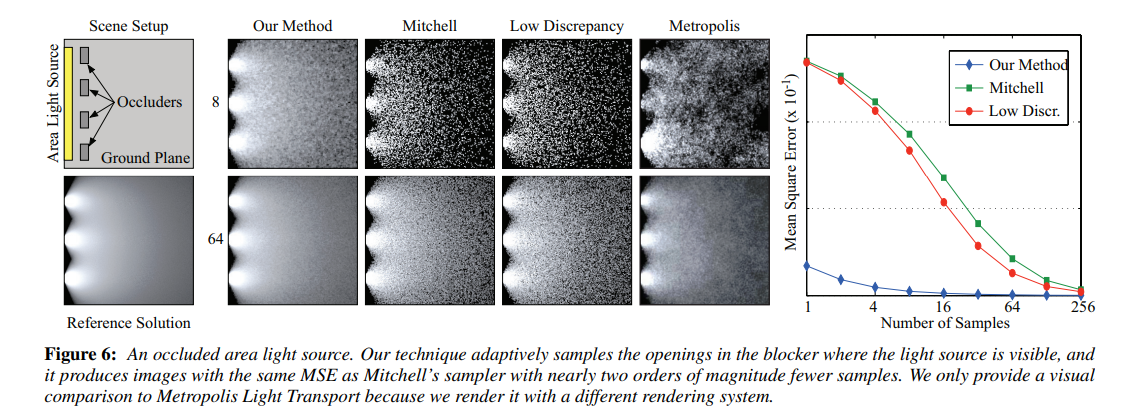 Scene Setup
Our Method
Mitchell
Low Discrepancy
Metropolis
Area Light Source
Occluders
Ground Plane
8
64
Reference Solution
Mean Square Error (x 10⁻¹)
Our Method
Mitchell
Low Discr.
1 4 16 64 256
Number of Samples
Figure 6: An occluded area light source. Our technique adaptively samples the openings in the blocker where the light source is visible, and
it produces images with the same MSE as Mitchell's sampler with nearly two orders of magnitude fewer samples. We only provide a visual
comparison to Metropolis Light Transport because we render it with a different rendering system.